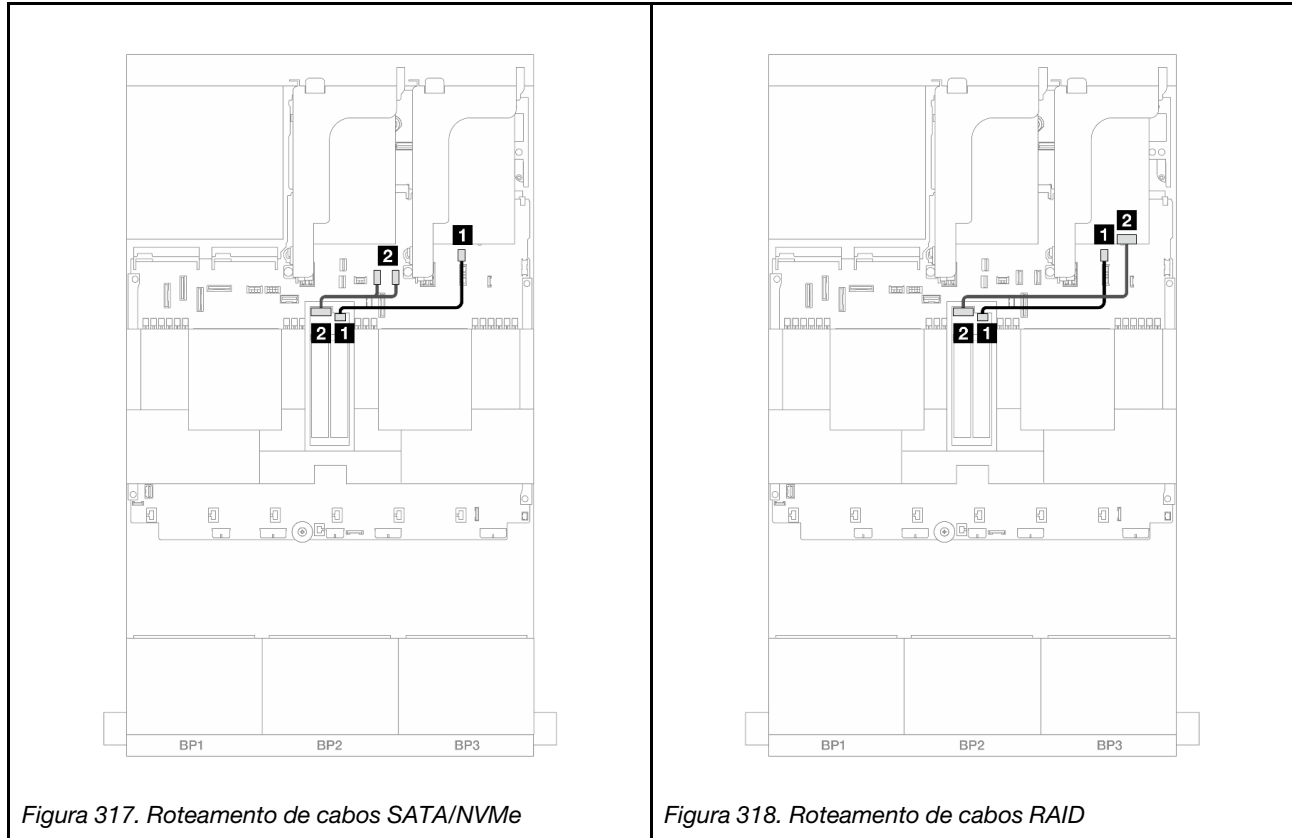 1
2
2 1
BP1 BP2 BP3
Figura 317. Roteamento de cabos SATA/NVMe
2
1
2 1
BP1 BP2 BP3
Figura 318. Roteamento de cabos RAID